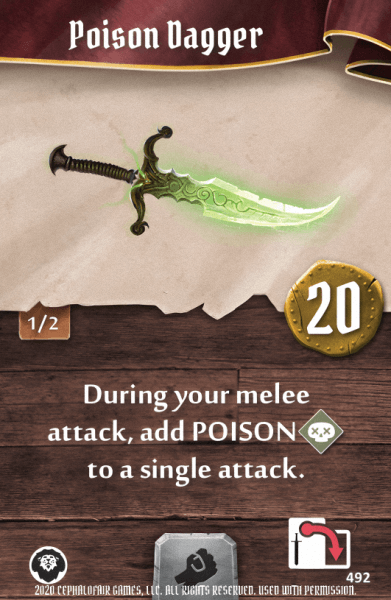 Poison Dagger
20
1/2
During your melee
attack, add POISON
to a single attack.
492
2020 CEPHALOFAIR GAMES, LLC. ALL RIGHTS RESERVED. USED WITH PERMISSION.